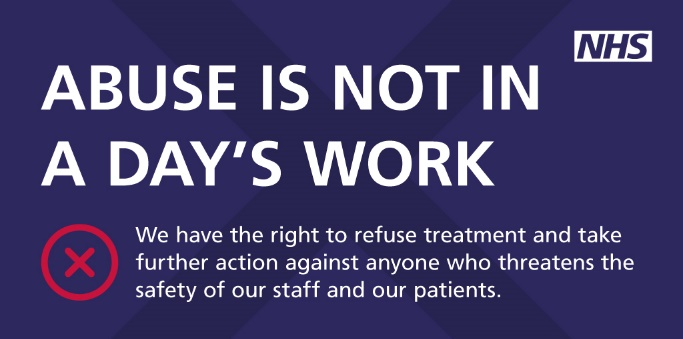 NHS
ABUSE IS NOT IN
A DAY'S WORK
We have the right to refuse treatment and take
further action against anyone who threatens the
safety of our staff and our patients.